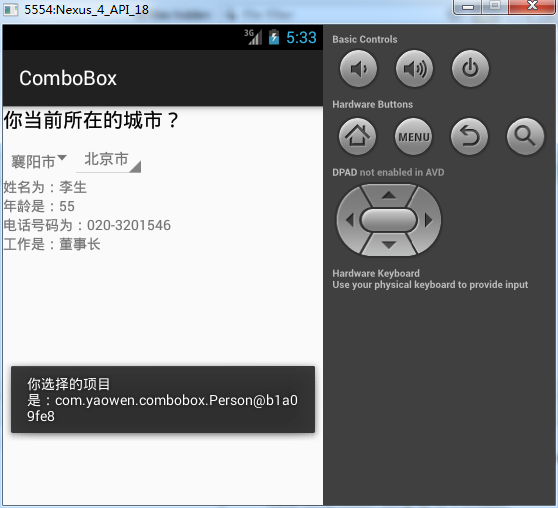 5554:Nexus_4_API_18
3G 5:33
ComboBox
你当前所在的城市？
襄阳市 北京市
姓名为：李生
年龄是：55
电话号码为：020-3201546
工作是：董事长
你选择的项目
是：com.yaowen.combobox.Person@b1a0
9fe8
Basic Controls
Hardware Buttons
MENU
DPAD not enabled in AVD
Hardware Keyboard
Use your physical keyboard to provide input